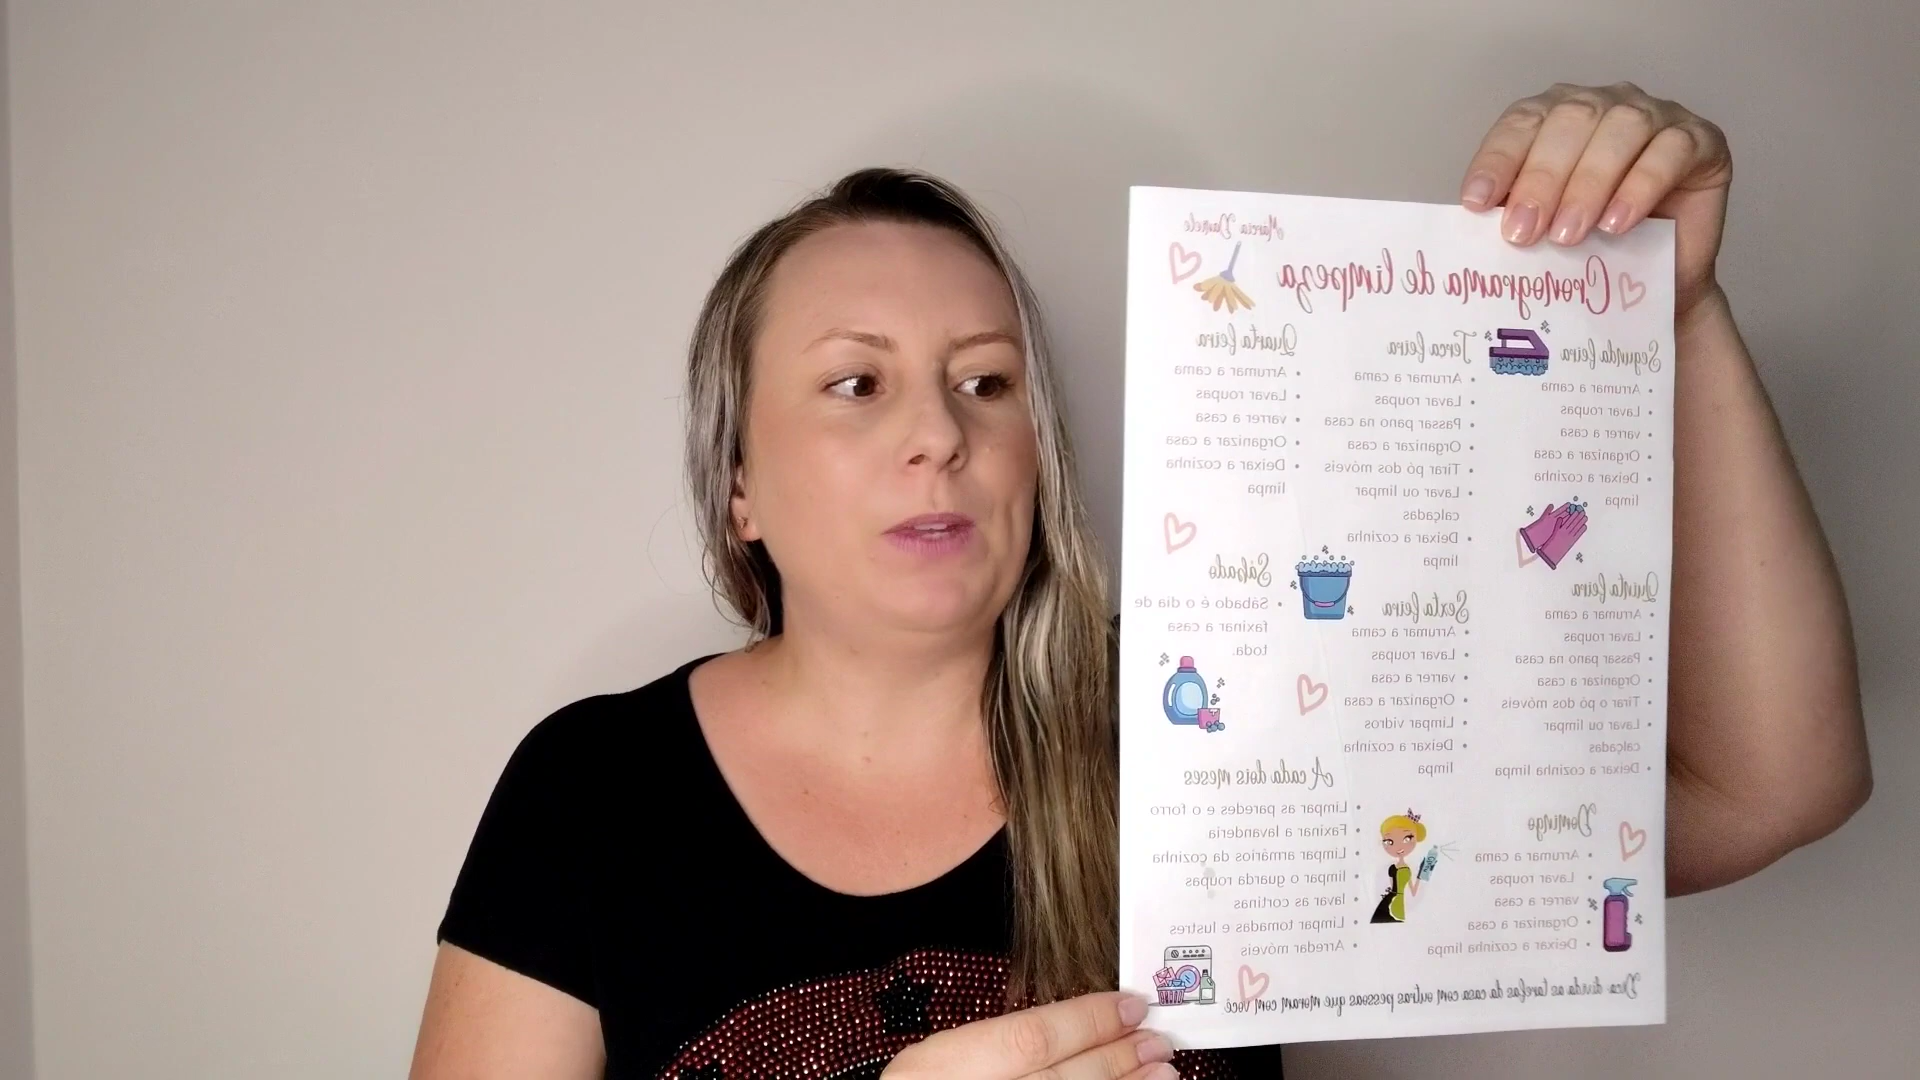 Márcia Daniele
Cronograma de limpeza
Segunda feira
Arrumar a cama
Lavar roupas
varrer a casa
Organizar a casa
Deixar a cozinha
limpa
Terca feira
Arrumar a cama
Lavar roupas
Passar pano na casa
Organizar a casa
Tirar pó dos móveis
Lavar ou limpar
calçadas
Deixar a cozinha
limpa
Quarta feira
Arrumar a cama
Lavar roupas
varrer a casa
Organizar a casa
Deixar a cozinha
limpa
Quinta feira
Arrumar a cama
Lavar roupas
Passar pano na casa
Organizar a casa
Tirar o pó dos móveis
Lavar ou limpar
calçadas
Deixar a cozinha limpa
Sexta feira
Arrumar a cama
Lavar roupas
varrer a casa
Organizar a casa
Limpar vidros
Deixar a cozinha
limpa
Sábado
Sábado é o dia de
faxinar a casa
toda.
Domingo
Arrumar a cama
Lavar roupas
varrer a casa
Organizar a casa
Deixar a cozinha limpa
A cada dois meses
Limpar as paredes e o forro
Faxinar a lavanderia
Limpar armários da cozinha
limpar o guarda roupas
lavar as cortinas
Limpar tomadas e lustres
Arredar móveis
Dica: divida as tarefas da casa com outras pessoas que moram com você.